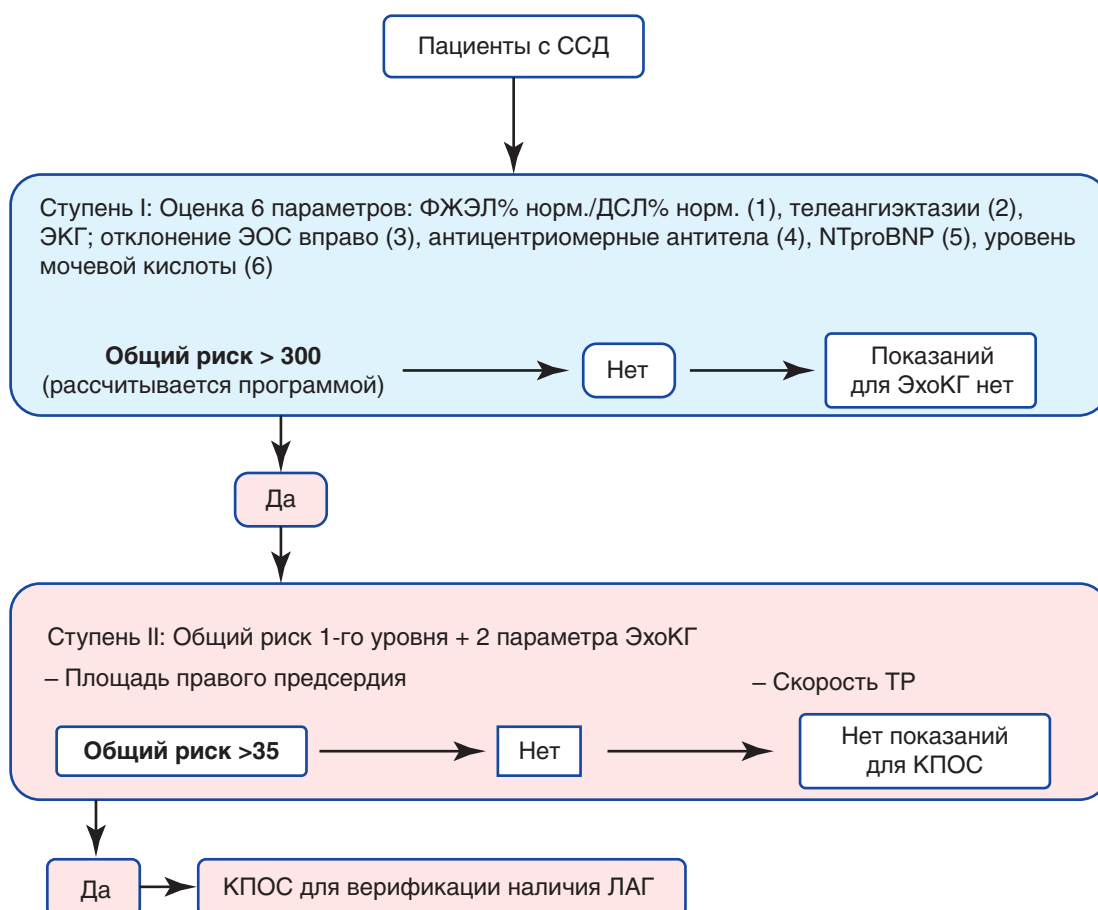 Пациенты с ССД
Ступень I: Оценка 6 параметров: ФЖЭЛ% норм./ДСЛ% норм. (1), телеангиэктазии (2),
ЭКГ; отклонение ЭОС вправо (3), антицентриомерные антитела (4), NTproBNP (5), уровень
мочевой кислоты (6)
Общий риск > 300
(рассчитывается программой)
Нет
Показаний
для ЭхоКГ нет
Да
Ступень II: Общий риск 1-го уровня + 2 параметра ЭхоКГ
– Площадь правого предсердия
– Скорость ТР
Общий риск >35
Нет
Нет показаний
для КПОС
Да
КПОС для верификации наличия ЛАГ